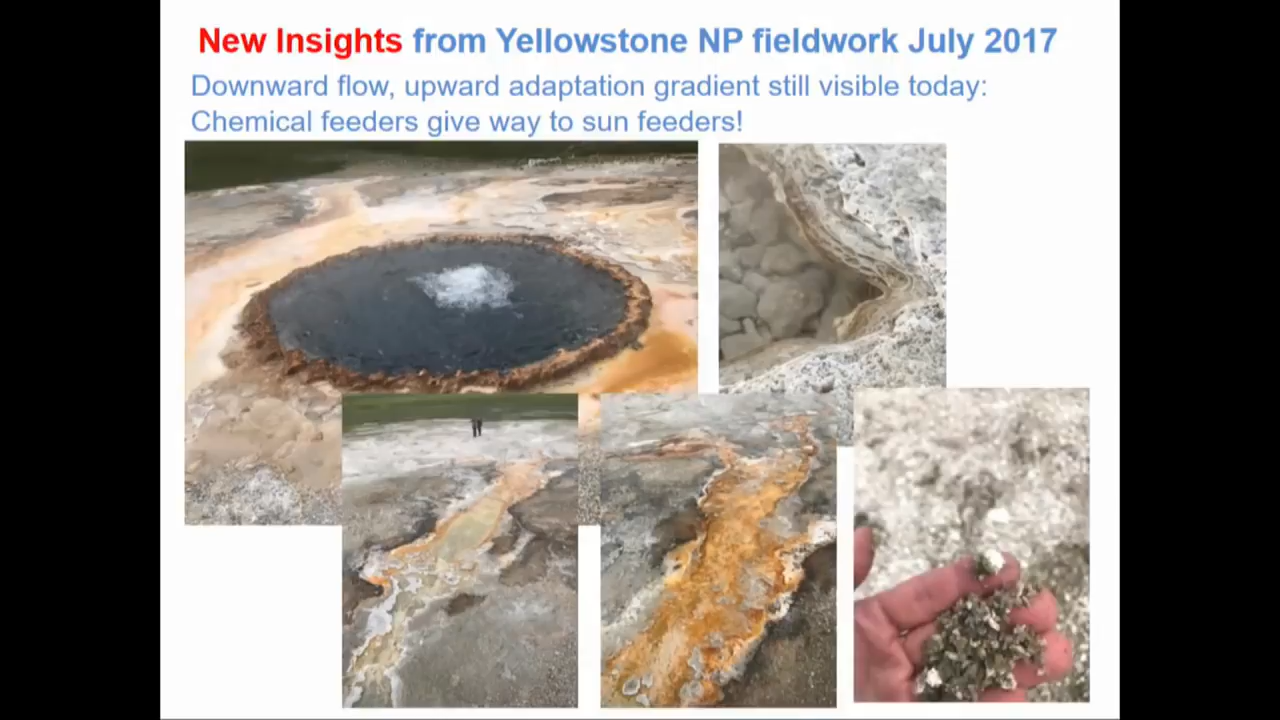 New Insights from Yellowstone NP fieldwork July 2017
Downward flow, upward adaptation gradient still visible today:
Chemical feeders give way to sun feeders!